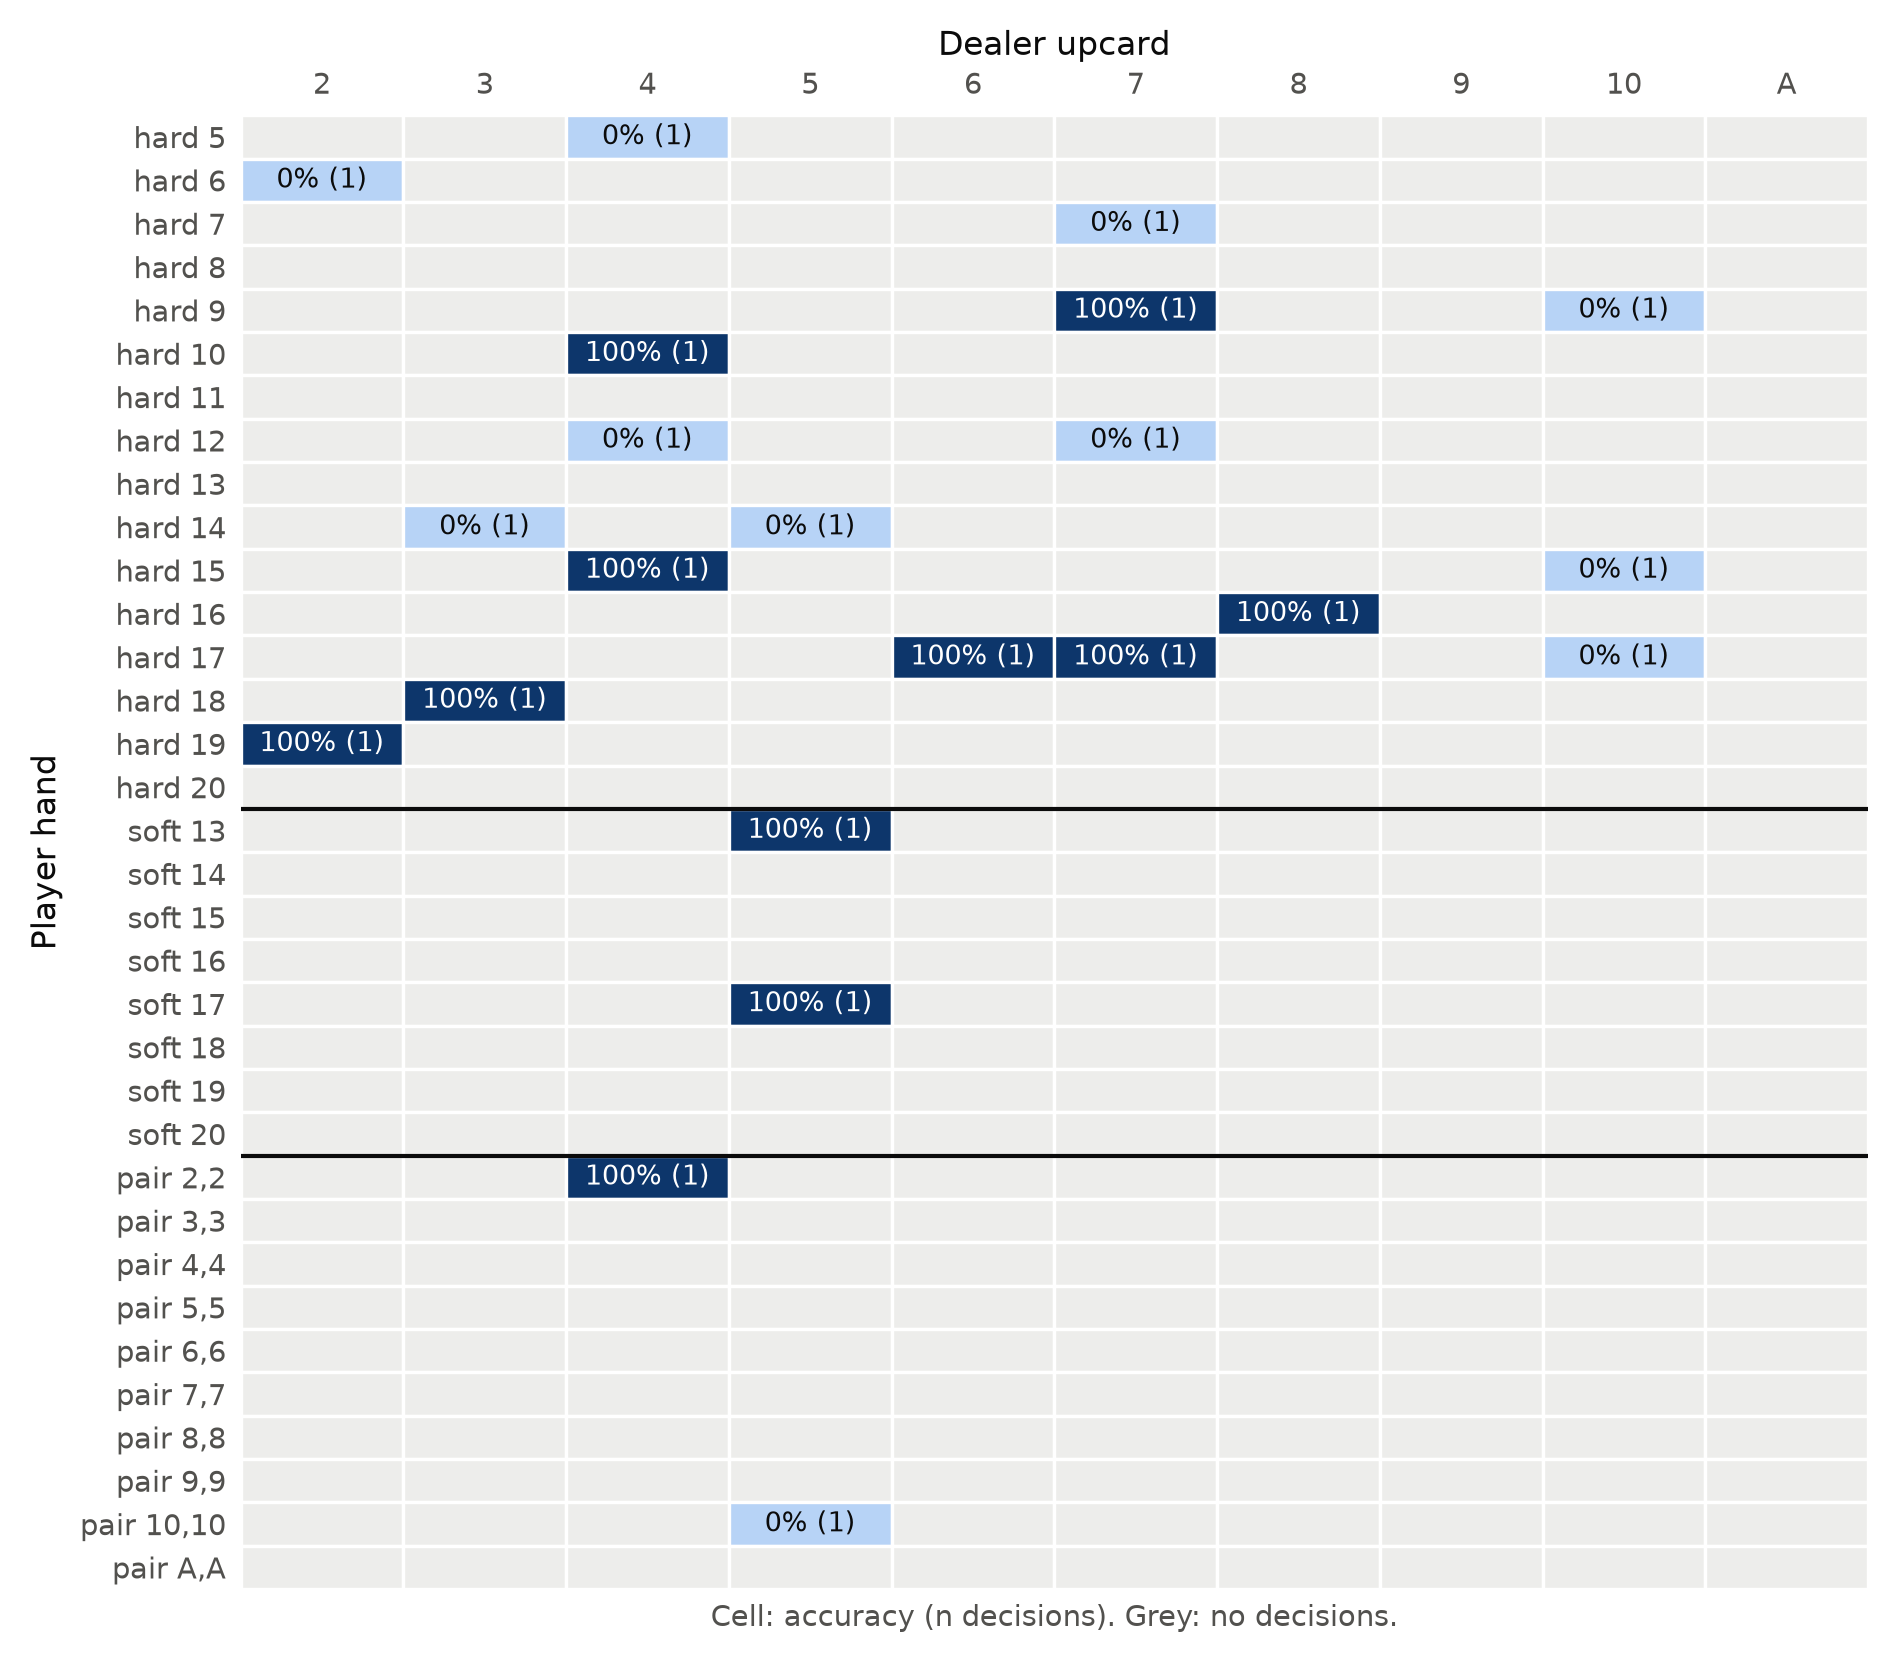 Dealer upcard
2 3 4 5 6 7 8 9 10 A
hard 5 0% (1)
hard 6 0% (1)
hard 7 0% (1)
hard 8
hard 9 100% (1) 0% (1)
hard 10 100% (1)
hard 11
hard 12 0% (1) 0% (1)
hard 13
hard 14 0% (1) 0% (1)
hard 15 100% (1) 0% (1)
hard 16 100% (1)
hard 17 100% (1) 100% (1) 0% (1)
hard 18 100% (1)
hard 19 100% (1)
hard 20
soft 13 100% (1)
soft 14
soft 15
soft 16
soft 17 100% (1)
soft 18
soft 19
soft 20
pair 2,2 100% (1)
pair 3,3
pair 4,4
pair 5,5
pair 6,6
pair 7,7
pair 8,8
pair 9,9
pair 10,10 0% (1)
pair A,A
Player hand
Cell: accuracy (n decisions). Grey: no decisions.